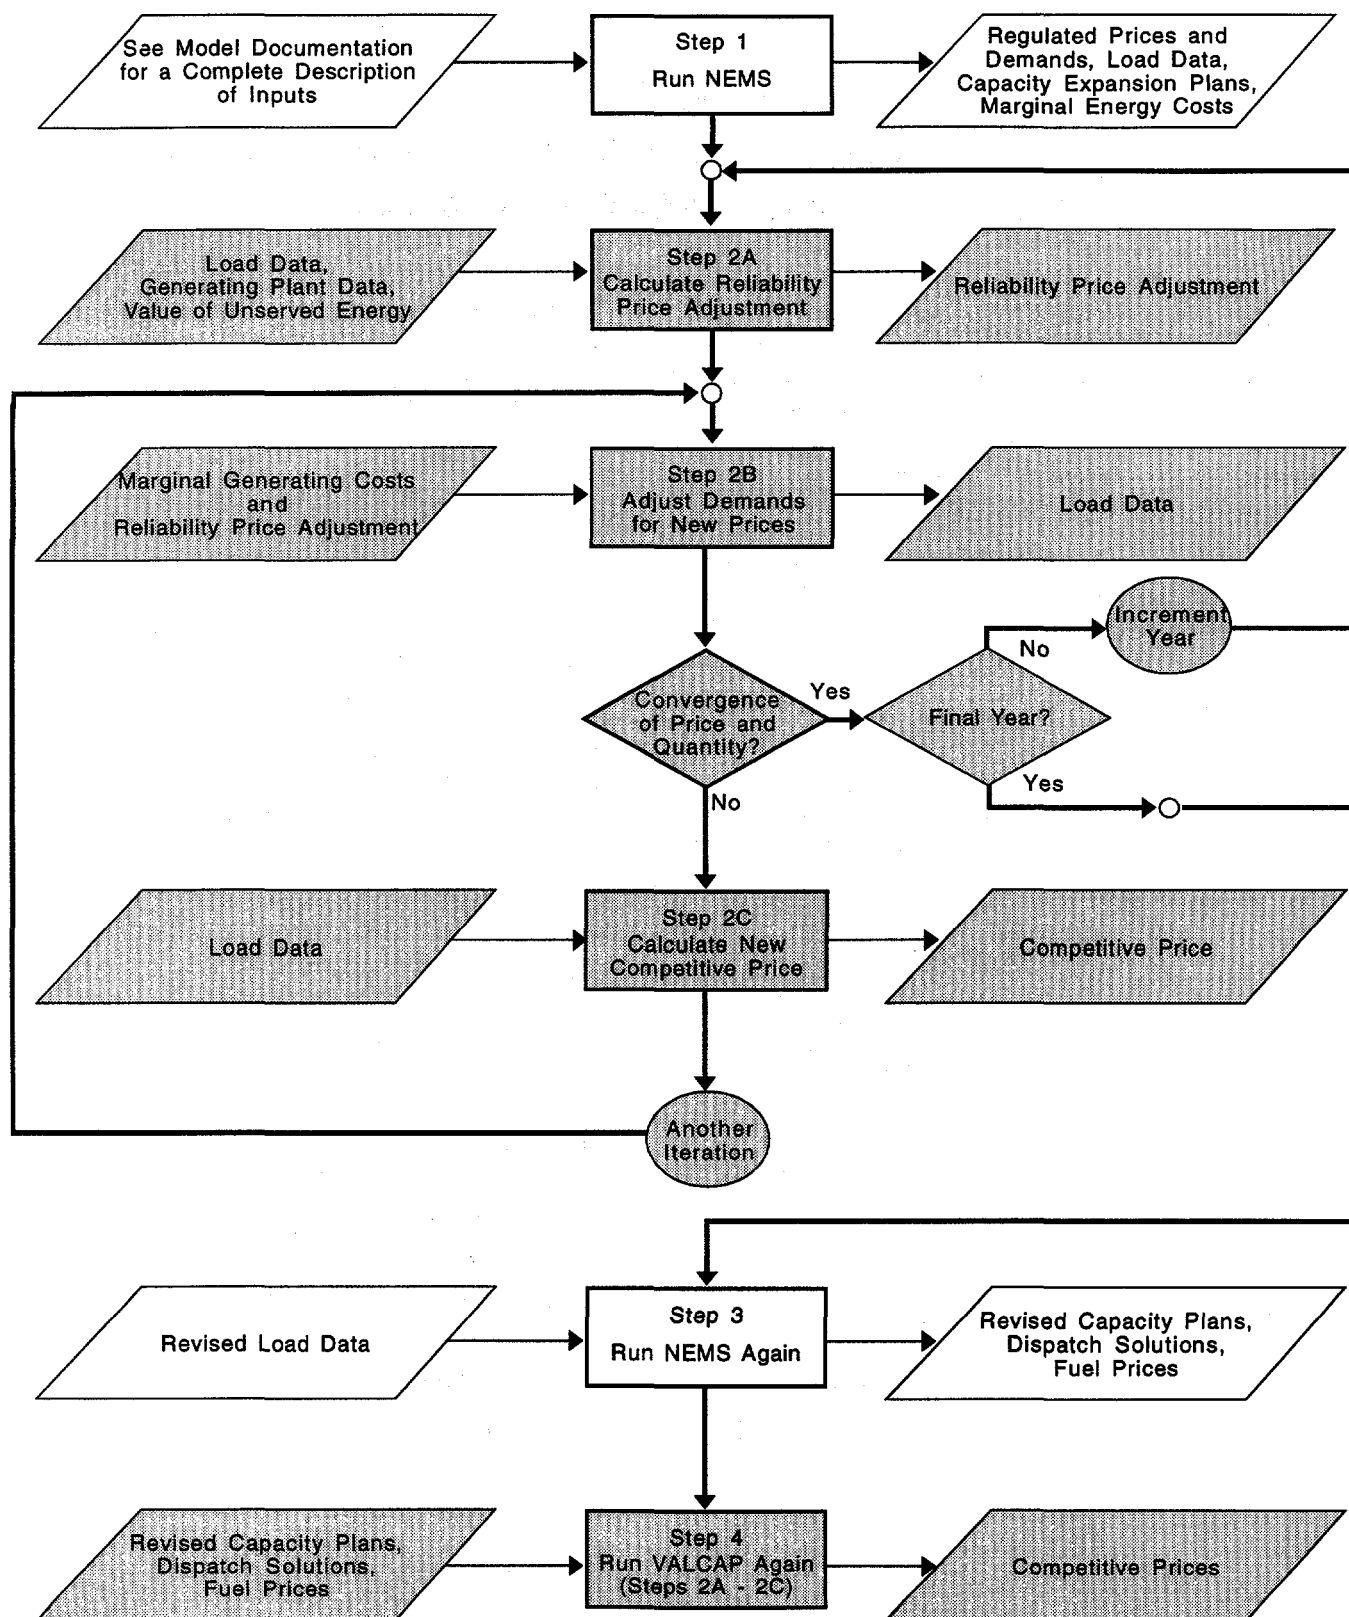 See Model Documentation
for a Complete Description
of Inputs
Step 1
Run NEMS
Regulated Prices and
Demands, Load Data,
Capacity Expansion Plans,
Marginal Energy Costs
Load Data,
Generating Plant Data,
Value of Unserved Energy
Step 2A
Calculate Reliability
Price Adjustment
Reliability Price Adjustment
Marginal Generating Costs
and
Reliability Price Adjustment
Step 2B
Adjust Demands
for New Prices
Load Data
Increment
Year
No
Convergence
of Price and
Quantity?
Yes
Final Year?
Yes
No
Load Data
Step 2C
Calculate New
Competitive Price
Competitive Price
Another
Iteration
Revised Load Data
Step 3
Run NEMS Again
Revised Capacity Plans,
Dispatch Solutions,
Fuel Prices
Revised Capacity Plans,
Dispatch Solutions,
Fuel Prices
Step 4
Run VALCAP Again
(Steps 2A - 2C)
Competitive Prices